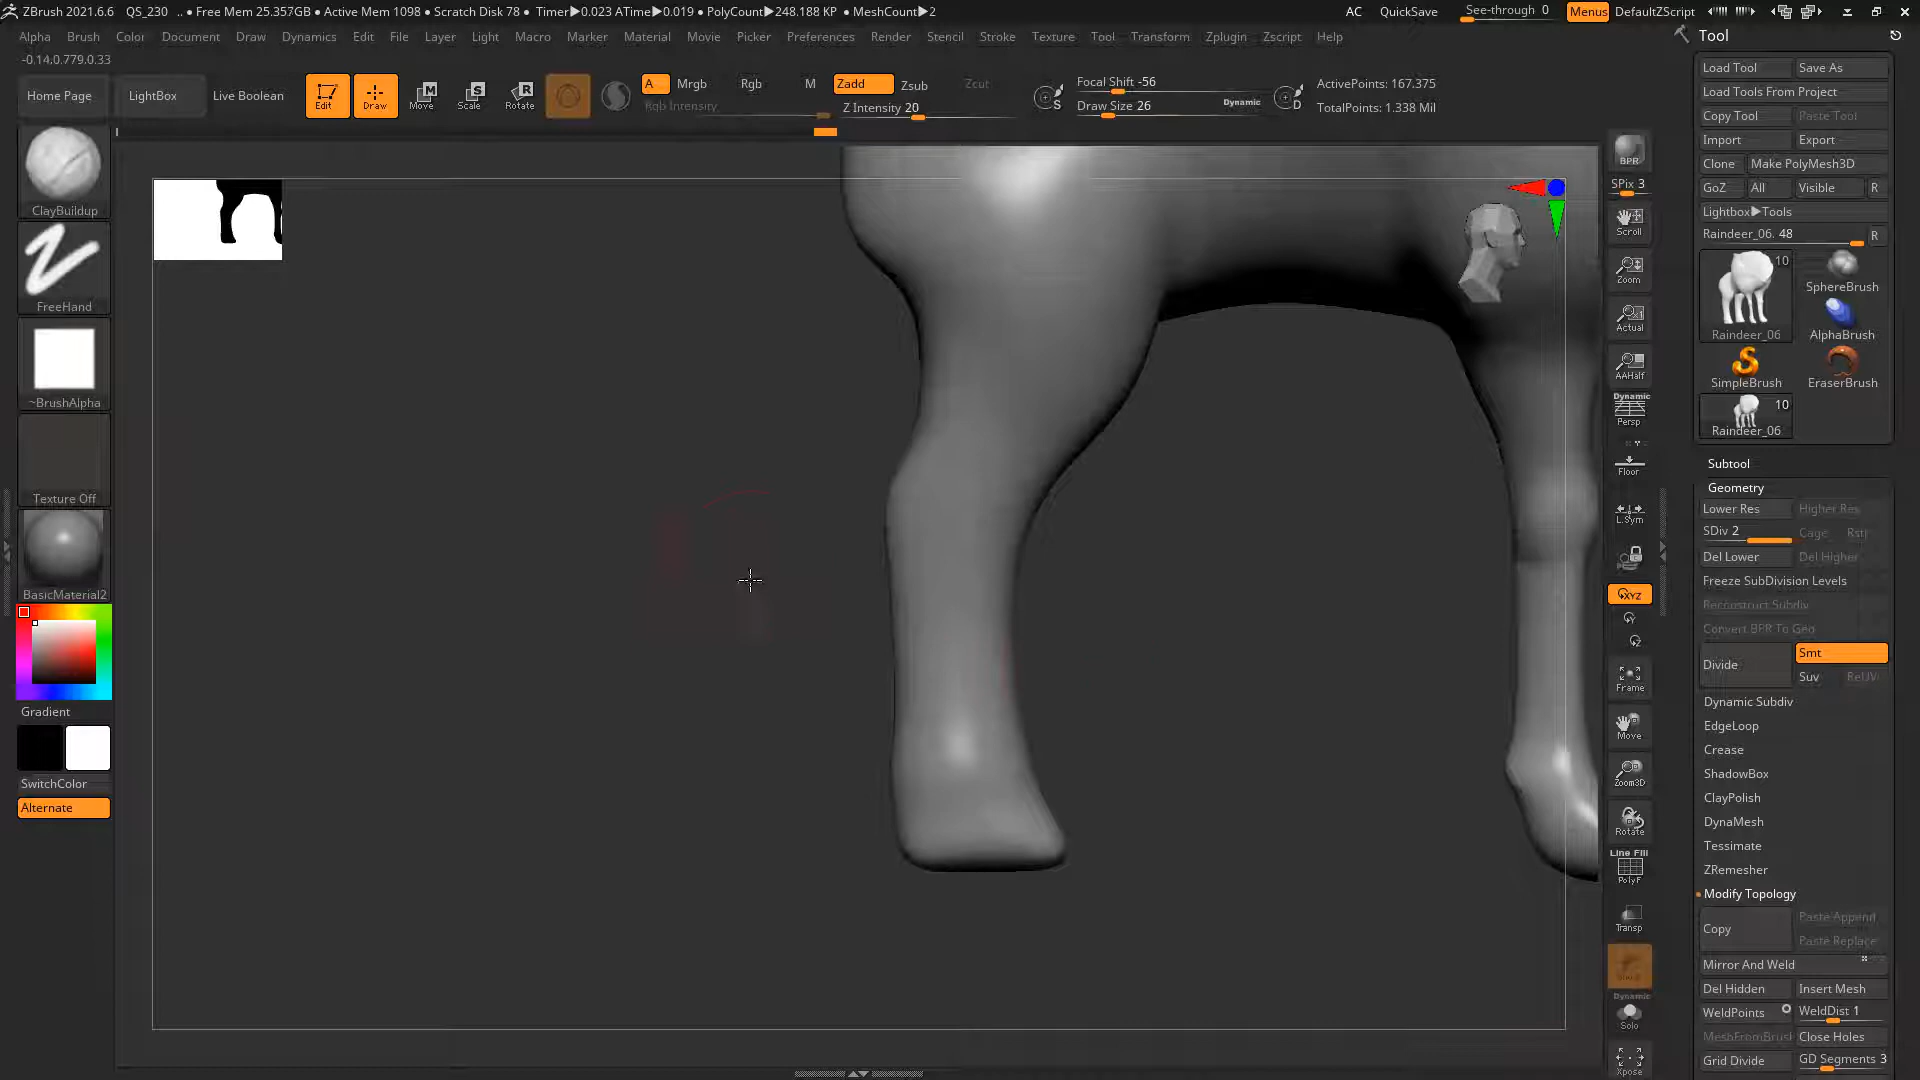 ZBrush 2021.6.6 QS_230 .. • Free Mem 25.357GB • Active Mem 1098 • Scratch Disk 78 • Timer▶0.023 ATime▶0.019 • PolyCount▶248.188 KP • MeshCount▶2 AC QuickSave See-through 0 Menus DefaultZScript
Alpha Brush Color Document Draw Dynamics Edit File Layer Light Macro Marker Material Movie Picker Preferences Render Stencil Stroke Texture Tool Transform Zplugin Zscript Help
-0.14,0.779,0.33
Home Page LightBox Live Boolean Edit Draw Move Scale Rotate A Mrgb Rgb M Zadd Zsub Zcut
Rgb Intensity Z Intensity 20
S Focal Shift -56
Draw Size 26 Dynamic D
ActivePoints: 167.375
TotalPoints: 1.338 Mil
ClayBuildup
FreeHand
~BrushAlpha
Texture Off
BasicMaterial2
Gradient
SwitchColor
Alternate
BPR
SPix 3
Scroll
Zoom
Actual
AAHalf
Dynamic
Persp
Floor
L.Sym
XYZ
Frame
Move
Zoom3D
Rotate
Line Fill
PolyF
Transp
Dynamic
Solo
Xpose
Tool
Load Tool Save As
Load Tools From Project
Copy Tool Paste Tool
Import Export
Clone Make PolyMesh3D
GoZ All Visible R
Lightbox▶Tools
Raindeer_06. 48 R
10
Raindeer_06
SphereBrush
AlphaBrush
SimpleBrush EraserBrush
10
Raindeer_06
Subtool
Geometry
Lower Res Higher Res
SDiv 2 Cage Rstr
Del Lower Del Higher
Freeze SubDivision Levels
Reconstruct Subdiv
Convert BPR To Geo
Divide Smt
Suv ReUV
Dynamic Subdiv
EdgeLoop
Crease
ShadowBox
ClayPolish
DynaMesh
Tessimate
ZRemesher
Modify Topology
Copy Paste Append
Paste Replace
Mirror And Weld
Del Hidden Insert Mesh
WeldPoints WeldDist 1
MeshFromBrush Close Holes
Grid Divide GD Segments 3